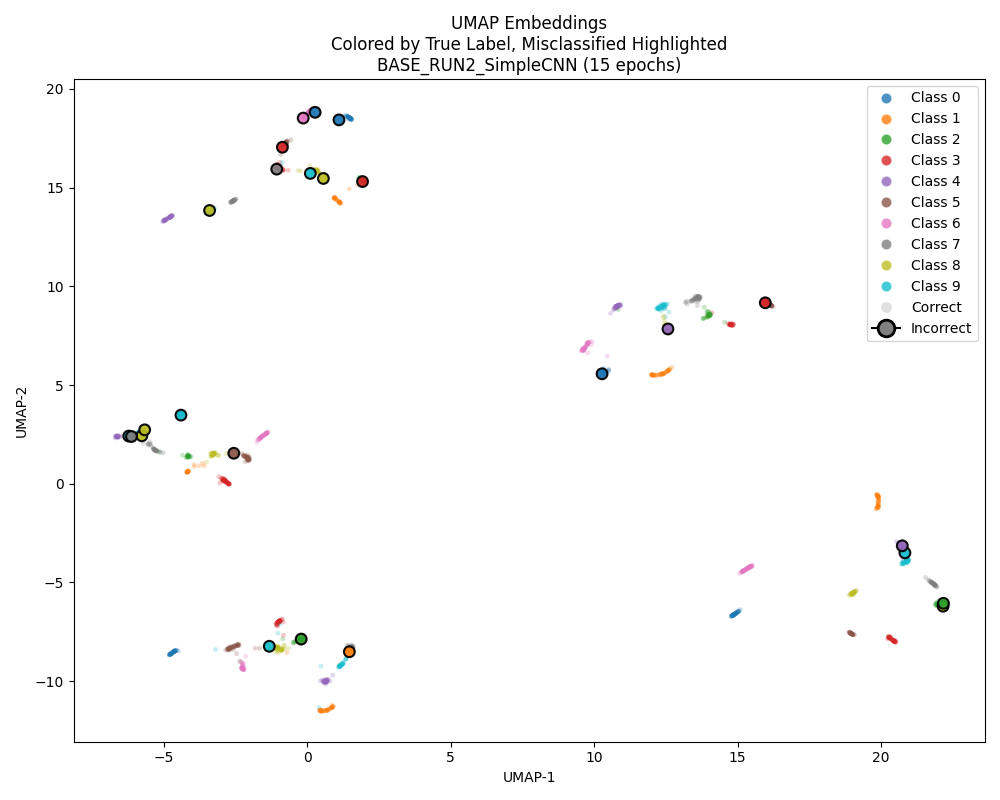 UMAP Embeddings
Colored by True Label, Misclassified Highlighted
BASE_RUN2_SimpleCNN (15 epochs)
Class 0
Class 1
Class 2
Class 3
Class 4
Class 5
Class 6
Class 7
Class 8
Class 9
Correct
Incorrect
UMAP-2
20
15
10
5
0
−5
−10
−5
0
5
10
15
20
UMAP-1